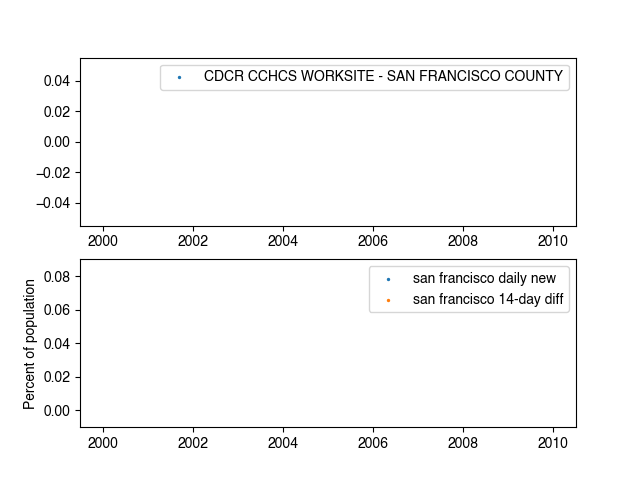 CDCR CCHCS WORKSITE - SAN FRANCISCO COUNTY
0.04
0.02
0.00
−0.02
−0.04
2000 2002 2004 2006 2008 2010
san francisco daily new
san francisco 14-day diff
Percent of population
0.08
0.06
0.04
0.02
0.00
2000 2002 2004 2006 2008 2010